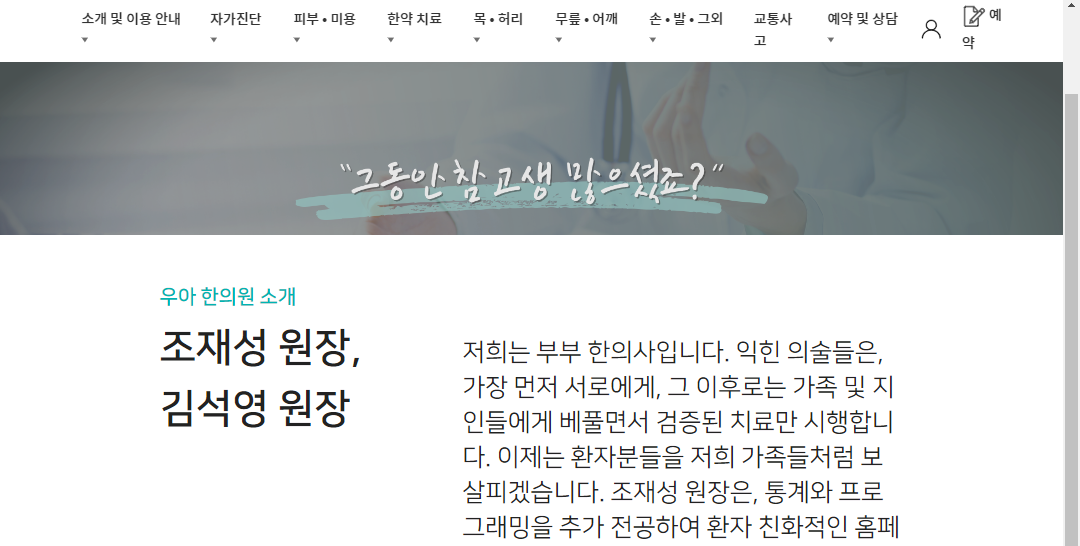 소개 및 이용 안내
자가진단
피부 • 미용
한약 치료
목 • 허리
무릎 • 어깨
손 • 발 • 그외
교통사
고
예약 및 상담
예
약
“그동안 참 고생 많으셨죠?”
우아 한의원 소개
조재성 원장,
김석영 원장
저희는 부부 한의사입니다. 익힌 의술들은,
가장 먼저 서로에게, 그 이후로는 가족 및 지
인들에게 베풀면서 검증된 치료만 시행합니
다. 이제는 환자분들을 저희 가족들처럼 보
살피겠습니다. 조재성 원장은, 통계와 프로
그래밍을 추가 전공하여 환자 친화적인 홈페